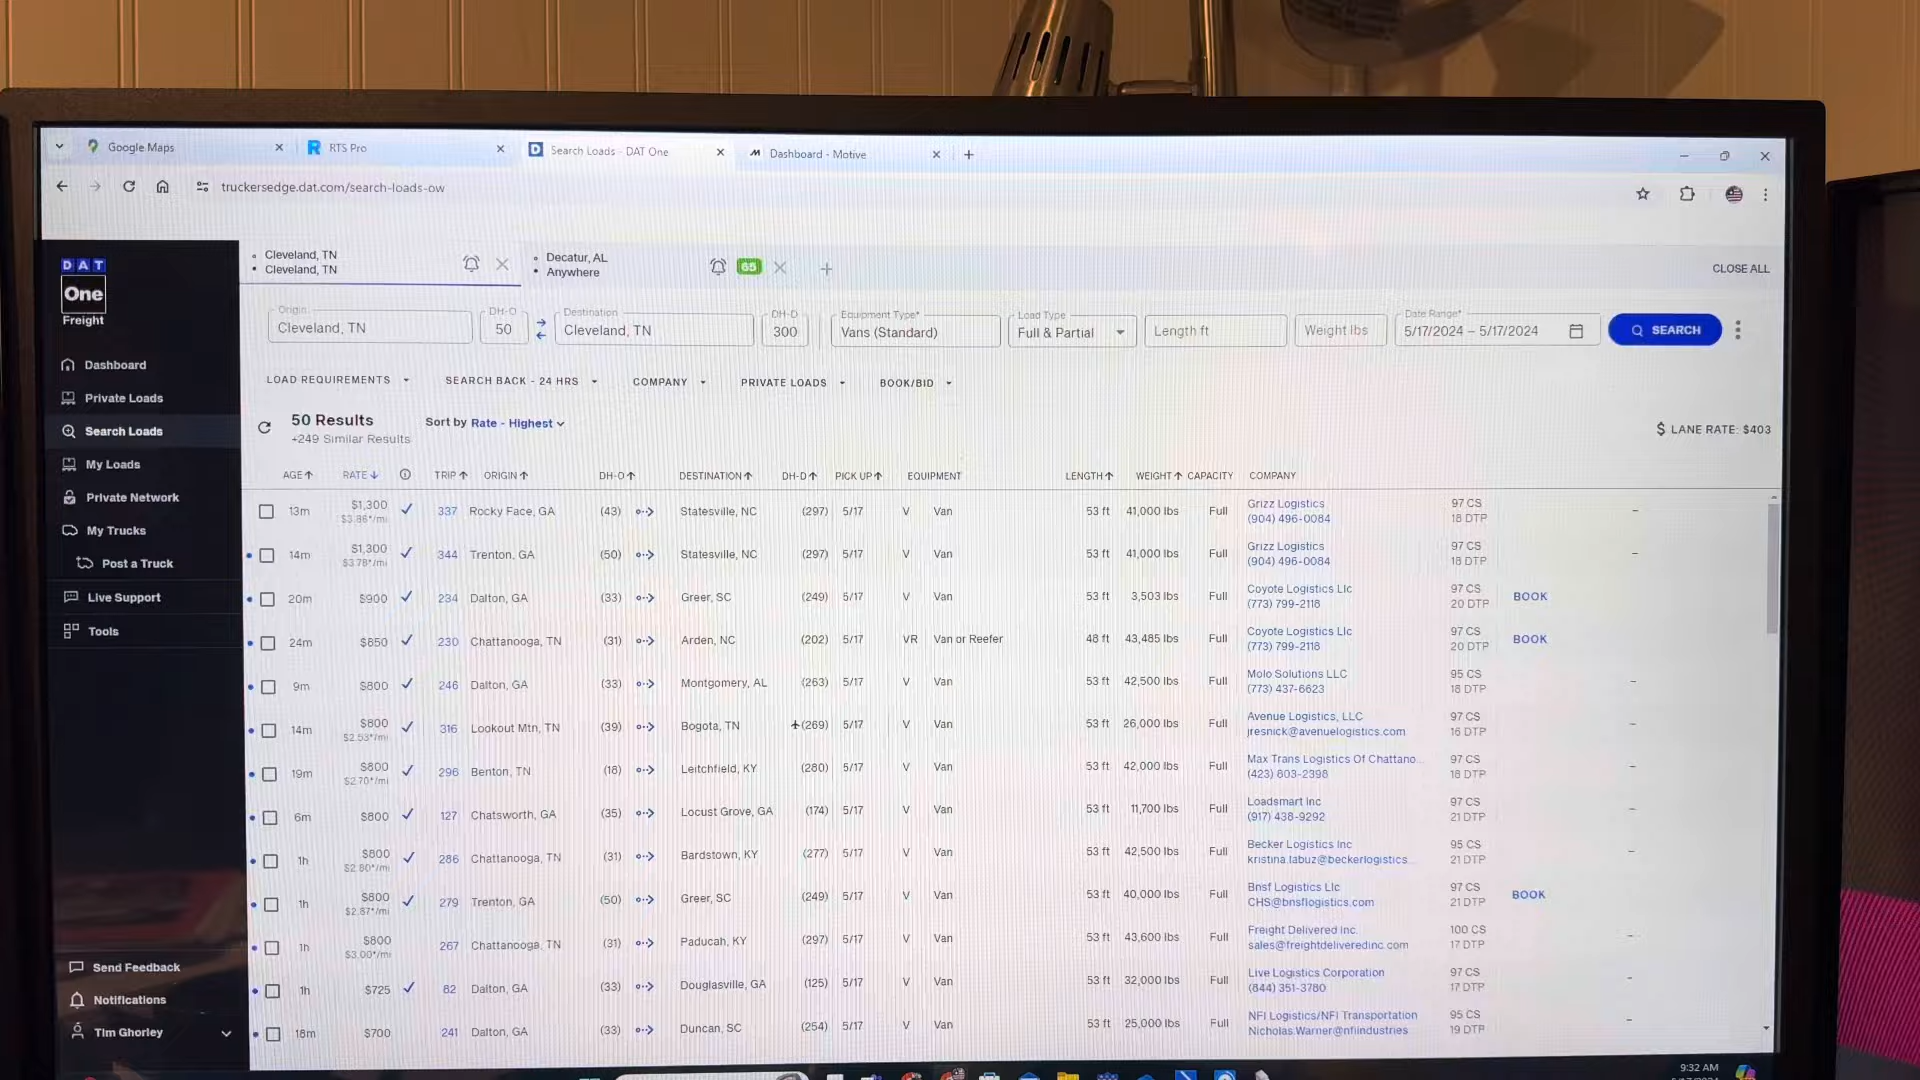 Google Maps
RTS Pro
Search Loads - DAT One
Dashboard - Motive
truckersedge.dat.com/search-loads-ow
DAT
One
Freight
Dashboard
Private Loads
Search Loads
My Loads
Private Network
My Trucks
Post a Truck
Live Support
Tools
Send Feedback
Notifications
Tim Ghorley
Cleveland, TN
Cleveland, TN
Decatur, AL
Anywhere
65
CLOSE ALL
Origin
Cleveland, TN
DH-O
50
Destination
Cleveland, TN
DH-D
300
Equipment Type*
Vans (Standard)
Load Type
Full & Partial
Length ft
Weight lbs
Date Range*
5/17/2024 – 5/17/2024
SEARCH
LOAD REQUIREMENTS
SEARCH BACK - 24 HRS
COMPANY
PRIVATE LOADS
BOOK/BID
50 Results
+249 Similar Results
Sort by Rate - Highest
$ LANE RATE: $403
AGE RATE TRIP ORIGIN DH-O DESTINATION DH-D PICK UP EQUIPMENT LENGTH WEIGHT CAPACITY COMPANY
13m $1,300 337 Rocky Face, GA (43) Statesville, NC (297) 5/17 V Van 53 ft 41,000 lbs Full Grizz Logistics 97 CS –
$3.86*/mi (904) 496-0084 18 DTP
14m $1,300 344 Trenton, GA (50) Statesville, NC (297) 5/17 V Van 53 ft 41,000 lbs Full Grizz Logistics 97 CS –
$3.78*/mi (904) 496-0084 18 DTP
20m $900 234 Dalton, GA (33) Greer, SC (249) 5/17 V Van 53 ft 3,503 lbs Full Coyote Logistics Llc 97 CS BOOK
(773) 799-2118 20 DTP
24m $850 230 Chattanooga, TN (31) Arden, NC (202) 5/17 VR Van or Reefer 48 ft 43,485 lbs Full Coyote Logistics Llc 97 CS BOOK
(773) 799-2118 20 DTP
9m $800 246 Dalton, GA (33) Montgomery, AL (263) 5/17 V Van 53 ft 42,500 lbs Full Molo Solutions LLC 95 CS –
(773) 437-6623 18 DTP
14m $800 316 Lookout Mtn, TN (39) Bogota, TN (269) 5/17 V Van 53 ft 26,000 lbs Full Avenue Logistics, LLC 97 CS –
$2.53*/mi jresnick@avenuelogistics.com 16 DTP
19m $800 296 Benton, TN (18) Leitchfield, KY (280) 5/17 V Van 53 ft 42,000 lbs Full Max Trans Logistics Of Chattano... 97 CS –
$2.70*/mi (423) 803-2398 18 DTP
6m $800 127 Chatsworth, GA (35) Locust Grove, GA (174) 5/17 V Van 53 ft 11,700 lbs Full Loadsmart Inc 97 CS –
(917) 438-9292 21 DTP
1h $800 286 Chattanooga, TN (31) Bardstown, KY (277) 5/17 V Van 53 ft 42,500 lbs Full Becker Logistics Inc 95 CS –
$2.80*/mi kristina.labuz@beckerlogistics... 21 DTP
1h $800 279 Trenton, GA (50) Greer, SC (249) 5/17 V Van 53 ft 40,000 lbs Full Bnsf Logistics Llc 97 CS BOOK
$2.87*/mi CHS@bnsflogistics.com 21 DTP
1h $800 267 Chattanooga, TN (31) Paducah, KY (297) 5/17 V Van 53 ft 43,600 lbs Full Freight Delivered Inc. 100 CS –
$3.00*/mi sales@freightdeliveredinc.com 17 DTP
1h $725 82 Dalton, GA (33) Douglasville, GA (125) 5/17 V Van 53 ft 32,000 lbs Full Live Logistics Corporation 97 CS –
(844) 351-3780 17 DTP
18m $700 241 Dalton, GA (33) Duncan, SC (254) 5/17 V Van 53 ft 25,000 lbs Full NFI Logistics/NFI Transportation 95 CS –
Nicholas.Warner@nfiindustries 19 DTP
9:32 AM